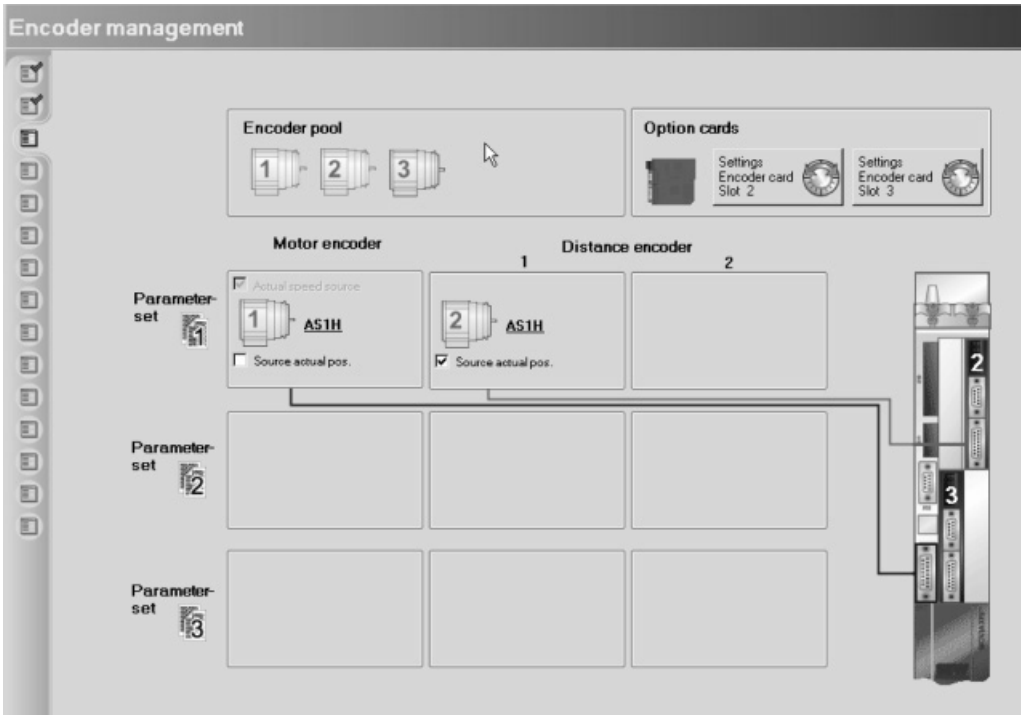 Encoder management
Encoder pool
1
2
3
Option cards
Settings
Encoder card
Slot 2
Settings
Encoder card
Slot 3
Motor encoder
Distance encoder
1
2
Parameter-
set
1
Actual speed source
1
AS1H
Source actual pos.
2
AS1H
Source actual pos.
2
3
Parameter-
set
2
Parameter-
set
3